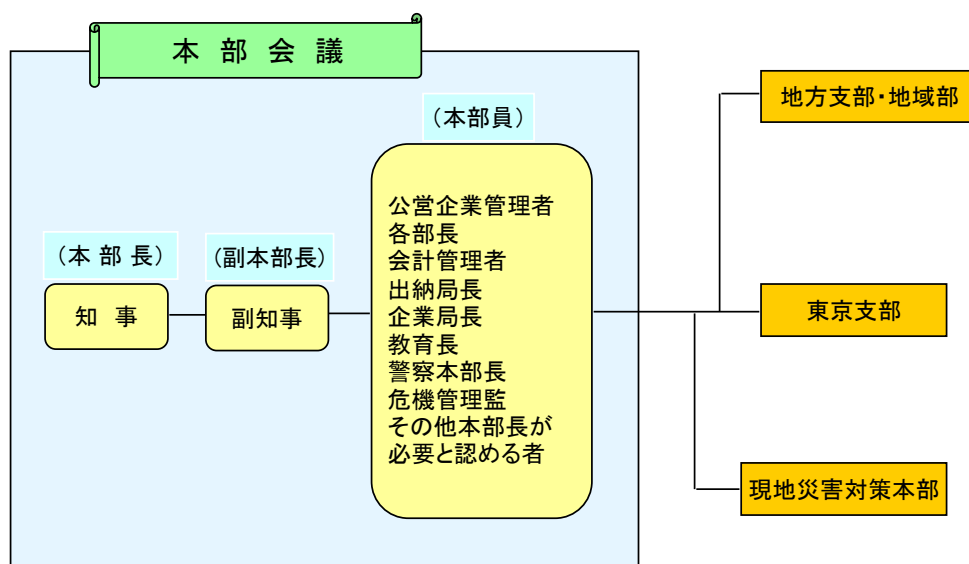 本 部 会 議
（本 部 長）
知 事
（副本部長）
副知事
（本部員）
公営企業管理者
各部長
会計管理者
出納局長
企業局長
教育長
警察本部長
危機管理監
その他本部長が
必要と認める者
地方支部・地域部
東京支部
現地災害対策本部